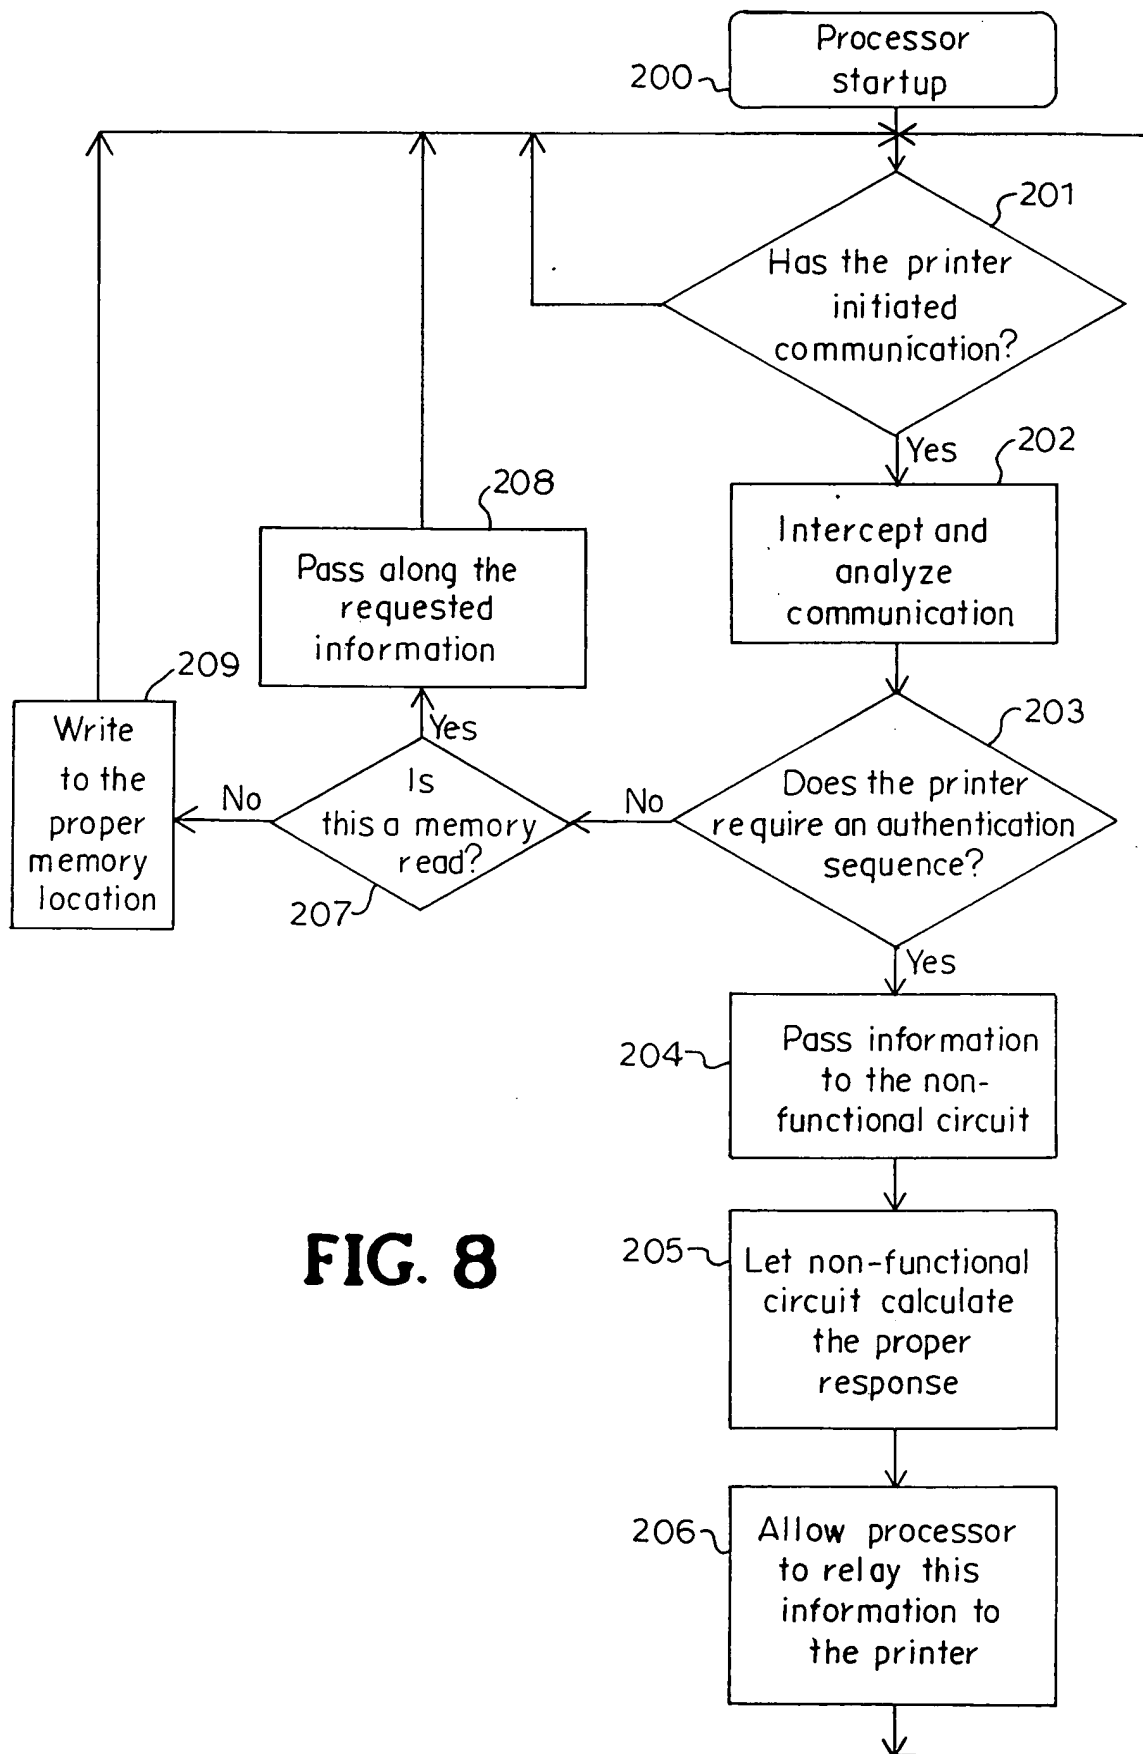 Processor
startup
200
201
Has the printer
initiated
communication?
Yes
202
Intercept and
analyze
communication
208
Pass along the
requested
information
209
Write
to the
proper
memory
location
Yes
203
Does the printer
require an authentication
sequence?
No
Is
this a memory
read?
No
207
Yes
204
Pass information
to the non-
functional circuit
205
Let non-functional
circuit calculate
the proper
response
FIG. 8
206
Allow processor
to relay this
information to
the printer